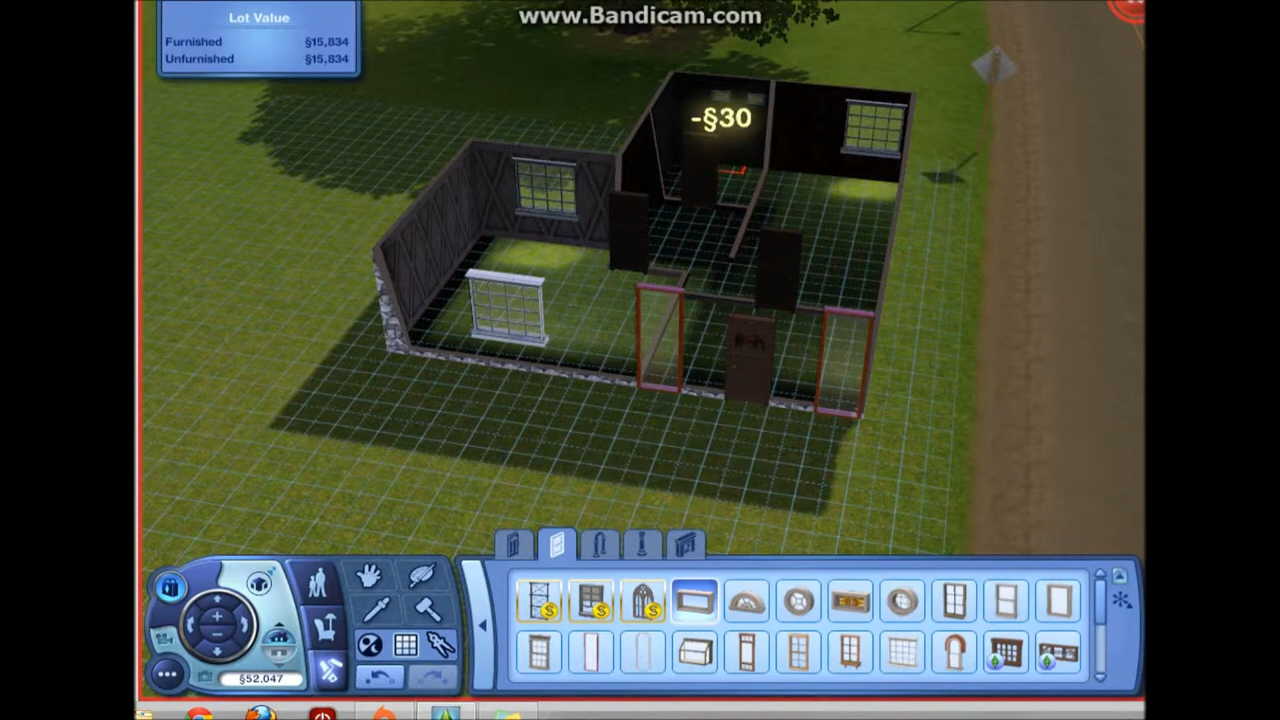 www.Bandicam.com
Lot Value
Furnished §15,834
Unfurnished §15,834
-§30
§52,047